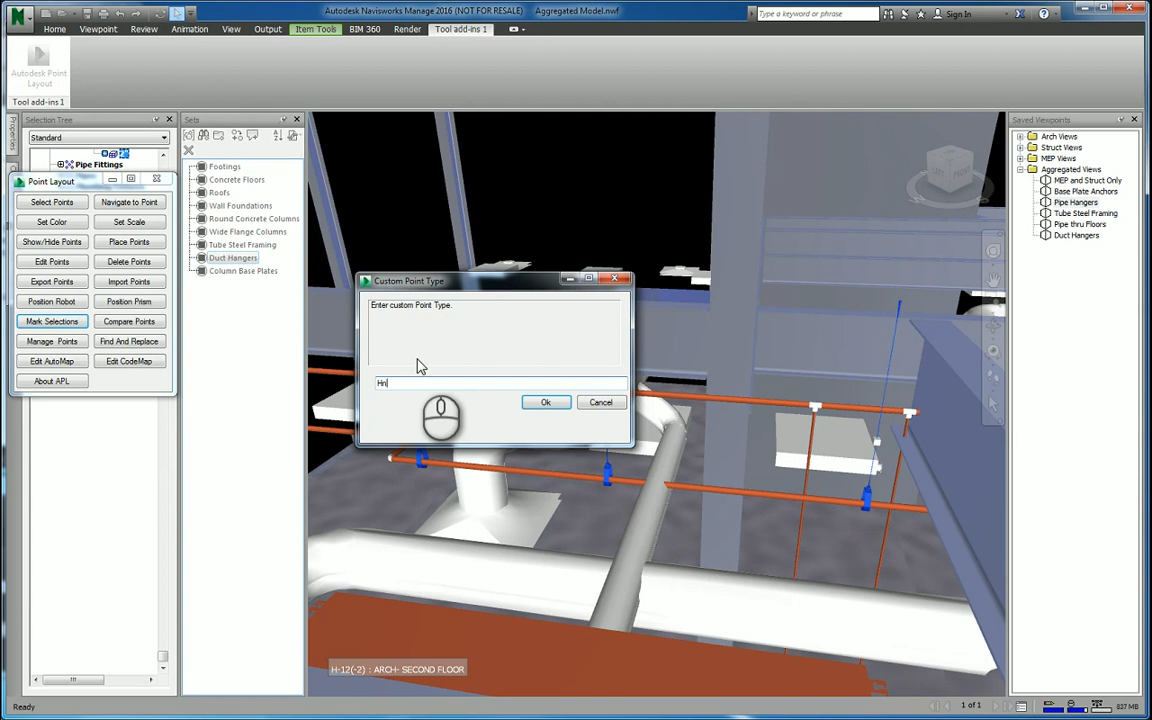 Autodesk Navisworks Manage 2016 (NOT FOR RESALE) Aggregated Model.nwf
Type a keyword or phrase
Sign In
Home Viewpoint Review Animation View Output Item Tools BIM 360 Render Tool add-ins 1
Autodesk Point
Layout
Tool add-ins 1
Properties
Selection Tree
Standard
Pipe Fittings
Point Layout
Select Points Navigate to Point
Set Color Set Scale
Show/Hide Points Place Points
Edit Points Delete Points
Export Points Import Points
Position Robot Position Prism
Mark Selections Compare Points
Manage Points Find And Replace
Edit AutoMap Edit CodeMap
About APL
Sets
Footings
Concrete Floors
Roofs
Wall Foundations
Round Concrete Columns
Wide Flange Columns
Tube Steel Framing
Duct Hangers
Column Base Plates
Custom Point Type
Enter custom Point Type.
Hn
Ok Cancel
H-12(-2) : ARCH- SECOND FLOOR
Saved Viewpoints
Arch Views
Struct Views
MEP Views
Aggregated Views
MEP and Struct Only
Base Plate Anchors
Pipe Hangers
Tube Steel Framing
Pipe thru Floors
Duct Hangers
Ready
1 of 1
837 MB